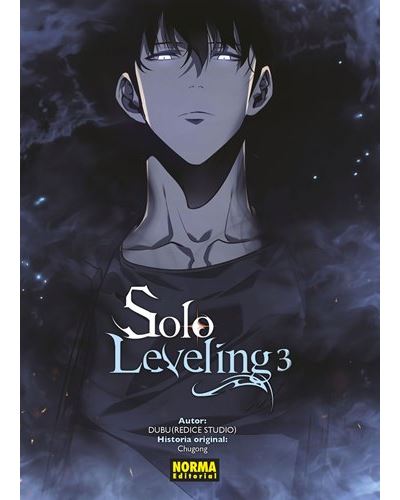 Solo
Leveling 3
Autor:
DUBU(REDICE STUDIO)
Historia original:
Chugong
NORMA
Editorial